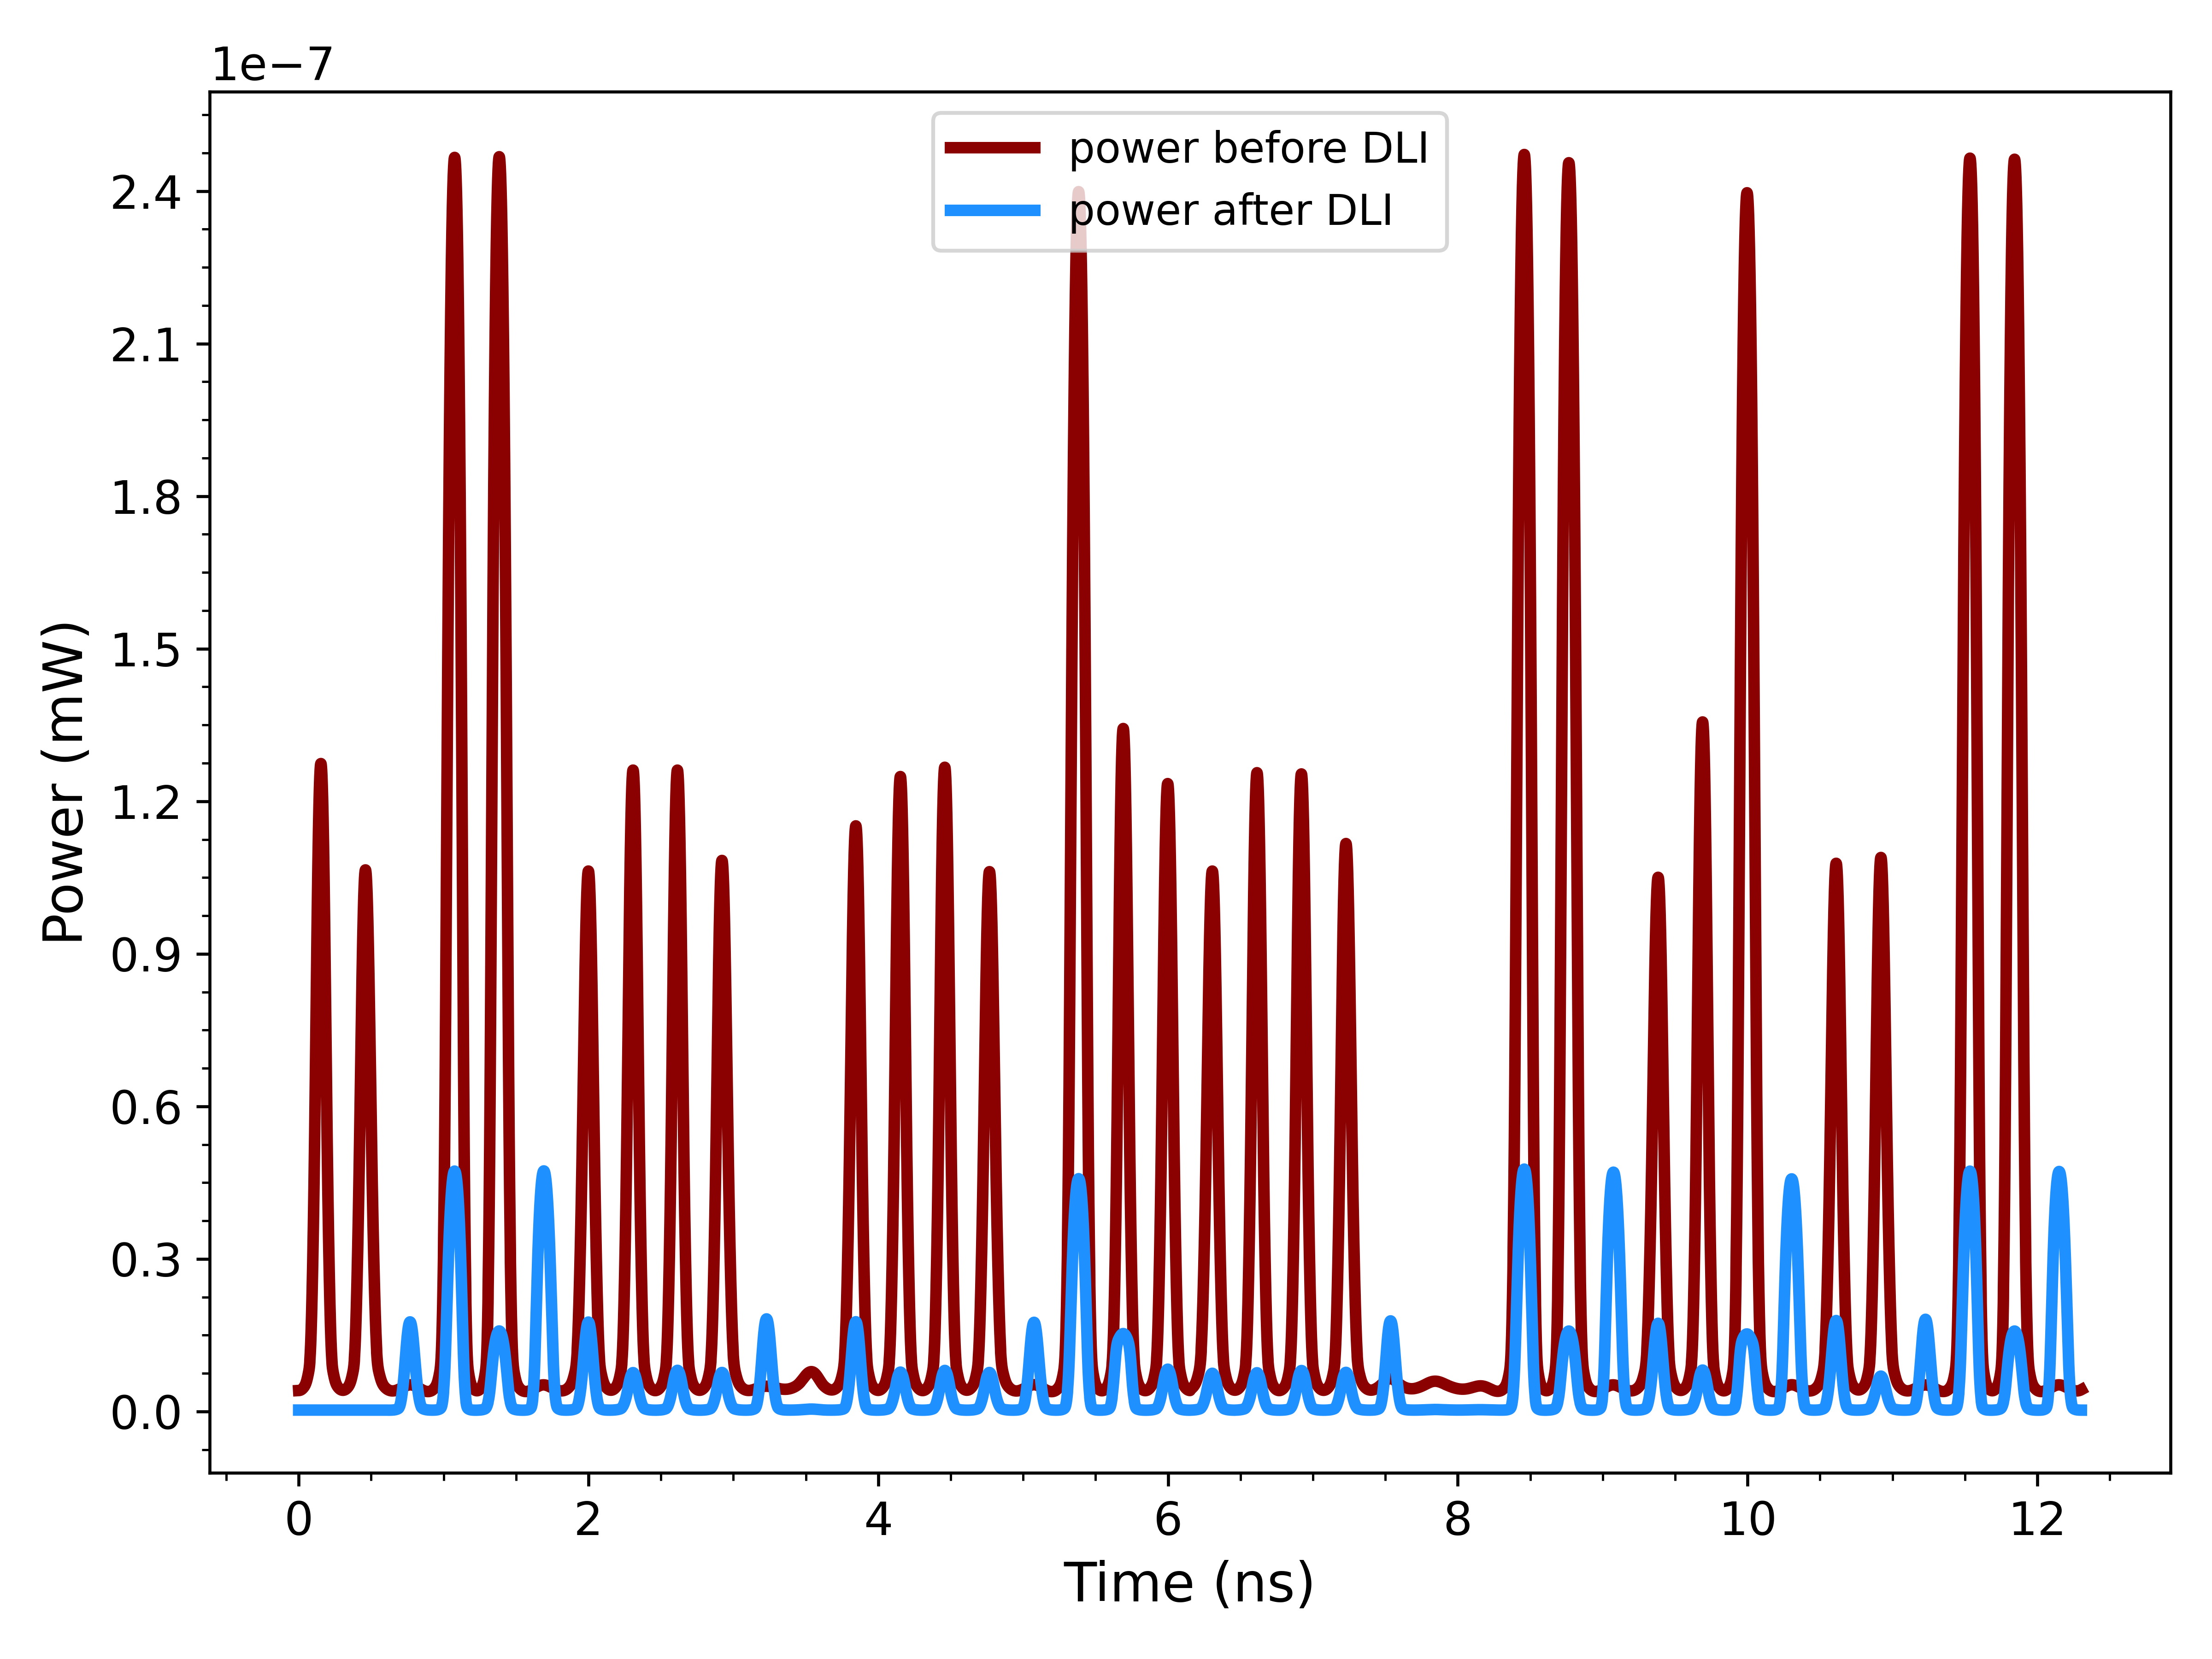 1e−7
power before DLI
power after DLI
2.4
2.1
1.8
1.5
1.2
0.9
0.6
0.3
0.0
Power (mW)
0 2 4 6 8 10 12
Time (ns)